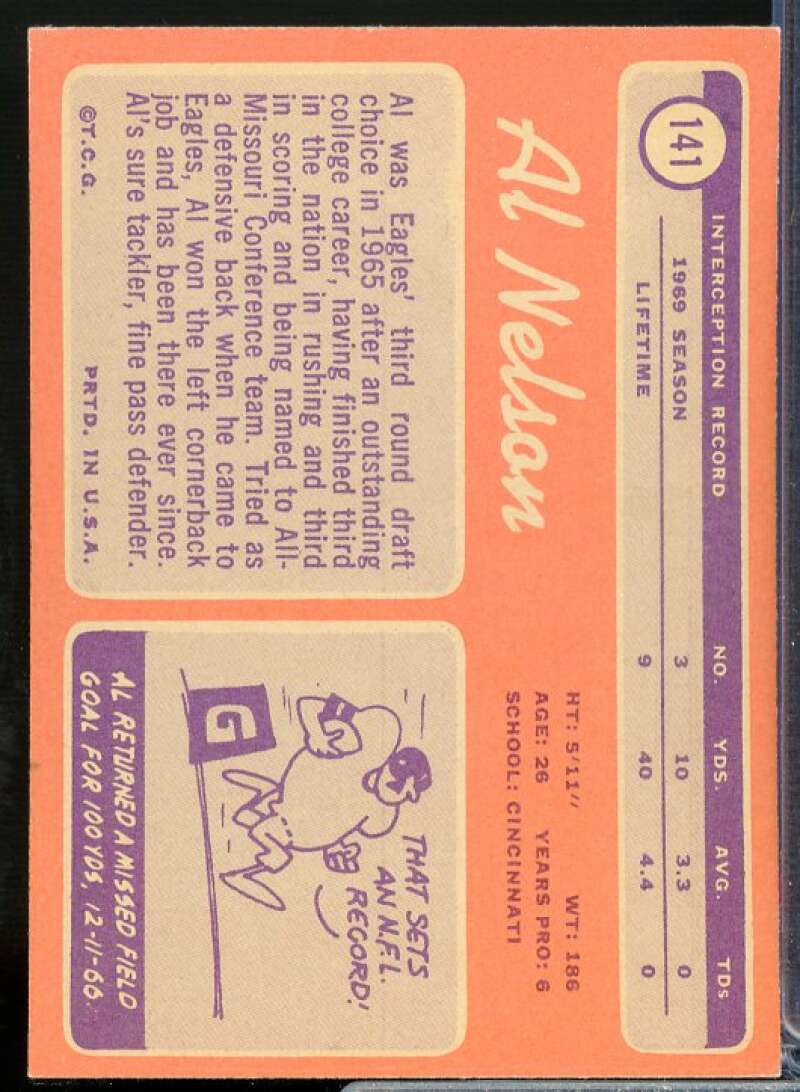 141
INTERCEPTION RECORD NO. YDS. AVG. TDs
1969 SEASON 3 10 3.3 0
LIFETIME 9 40 4.4 0
Al Nelson
HT: 5'11" WT: 186
AGE: 26 YEARS PRO: 6
SCHOOL: CINCINNATI
Al was Eagles' third round draft
choice in 1965 after an outstanding
college career, having finished third
in the nation in rushing and third
in scoring and being named to All-
Missouri Conference team. Tried as
a defensive back when he came to
Eagles, Al won the left cornerback
job and has been there ever since.
Al's sure tackler, fine pass defender.
©T.C.G. PRTD. IN U.S.A.
THAT SETS
AN N.F.L.
RECORD!
G
AL RETURNED A MISSED FIELD
GOAL FOR 100 YDS, 12-11-66.